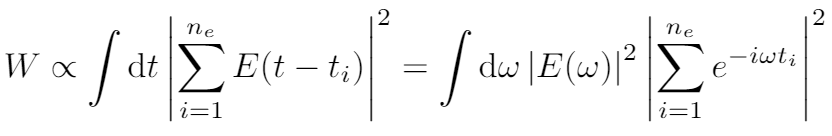 W ∝ ∫ dt |∑_{i=1}^{n_e} E(t − t_i)|² = ∫ dω |E(ω)|² |∑_{i=1}^{n_e} e^{−iωt_i}|²